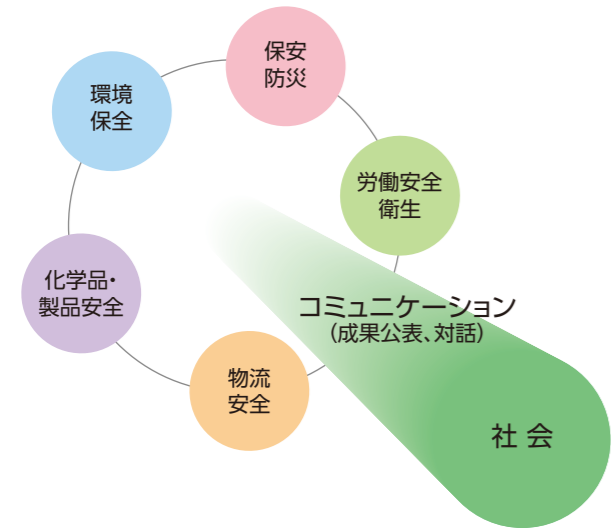 保安
防災
環境
保全
労働安全
衛生
化学品・
製品安全
コミュニケーション
（成果公表、対話）
物流
安全
社 会